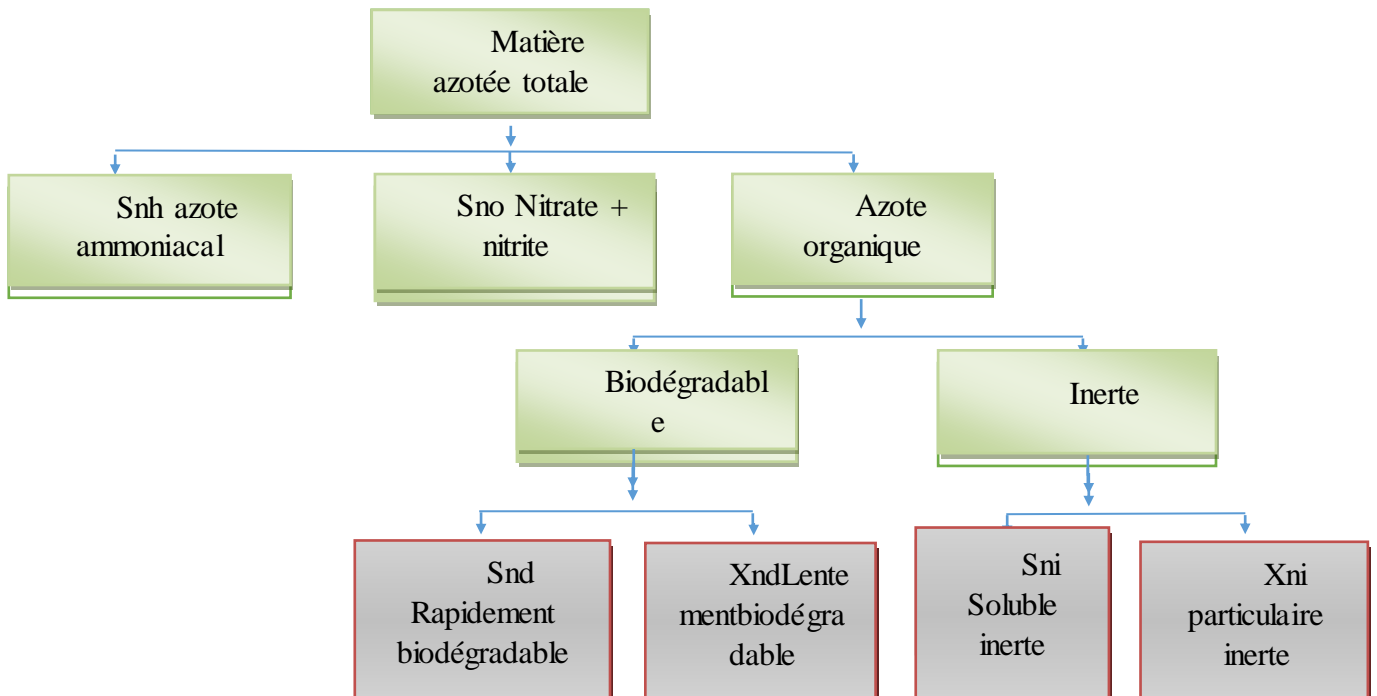 Matière
azotée totale
Snh azote
ammoniacal
Sno Nitrate +
nitrite
Azote
organique
Biodégradabl
e
Inerte
Snd
Rapidement
biodégradable
XndLente
mentbiodégra
dable
Sni
Soluble
inerte
Xni
particulaire
inerte